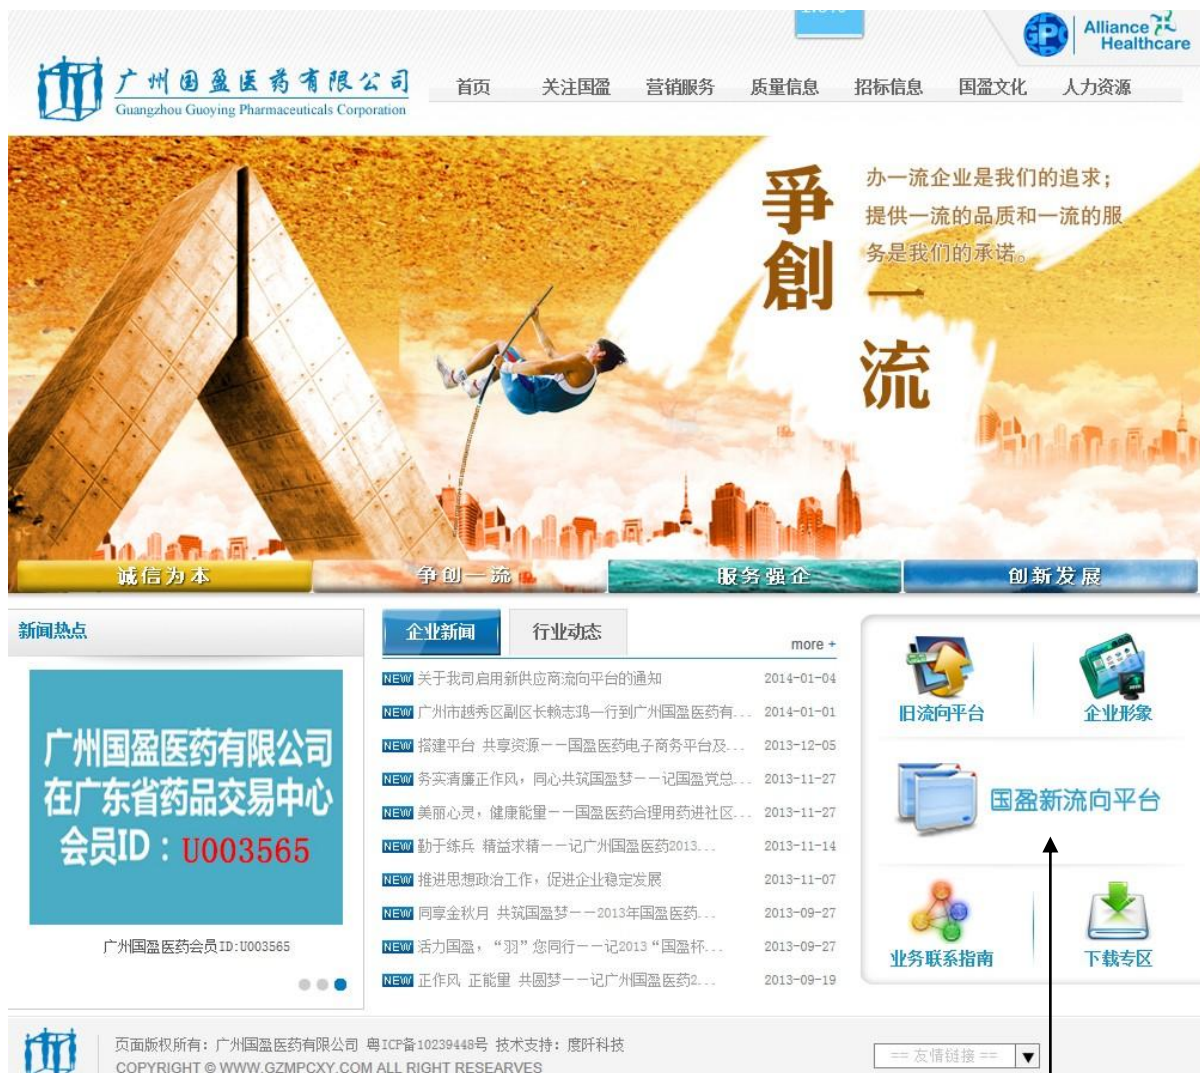 Alliance
Healthcare
GP
广州国盈医药有限公司
Guangzhou Guoying Pharmaceuticals Corporation
首页 关注国盈 营销服务 质量信息 招标信息 国盈文化 人力资源
爭創一流
办一流企业是我们的追求；
提供一流的品质和一流的服
务是我们的承诺。
诚信为本 争创一流 服务强企 创新发展
新闻热点
广州国盈医药有限公司
在广东省药品交易中心
会员ID：U003565
广州国盈医药会员ID:U003565
企业新闻 行业动态 more +
NEW 关于我司启用新供应商流向平台的通知 2014-01-04
NEW 广州市越秀区副区长赖志鸿一行到广州国盈医药有... 2014-01-01
NEW 搭建平台 共享资源——国盈医药电子商务平台及... 2013-12-05
NEW 务实清廉正作风，同心共筑国盈梦——记国盈党总... 2013-11-27
NEW 美丽心灵，健康能量——国盈医药合理用药进社区... 2013-11-27
NEW 勤于练兵 精益求精——记广州国盈医药2013... 2013-11-14
NEW 推进思想政治工作，促进企业稳定发展 2013-11-07
NEW 同享金秋月 共筑国盈梦——2013年国盈医药... 2013-09-27
NEW 活力国盈，“羽”您同行——记2013“国盈杯... 2013-09-27
NEW 正作风 正能量 共圆梦——记广州国盈医药2... 2013-09-19
旧流向平台 企业形象
国盈新流向平台
业务联系指南 下载专区
页面版权所有：广州国盈医药有限公司 粤ICP备10239448号 技术支持：度阡科技
COPYRIGHT © WWW.GZMPCXY.COM ALL RIGHT RESEARVES
== 友情链接 ==